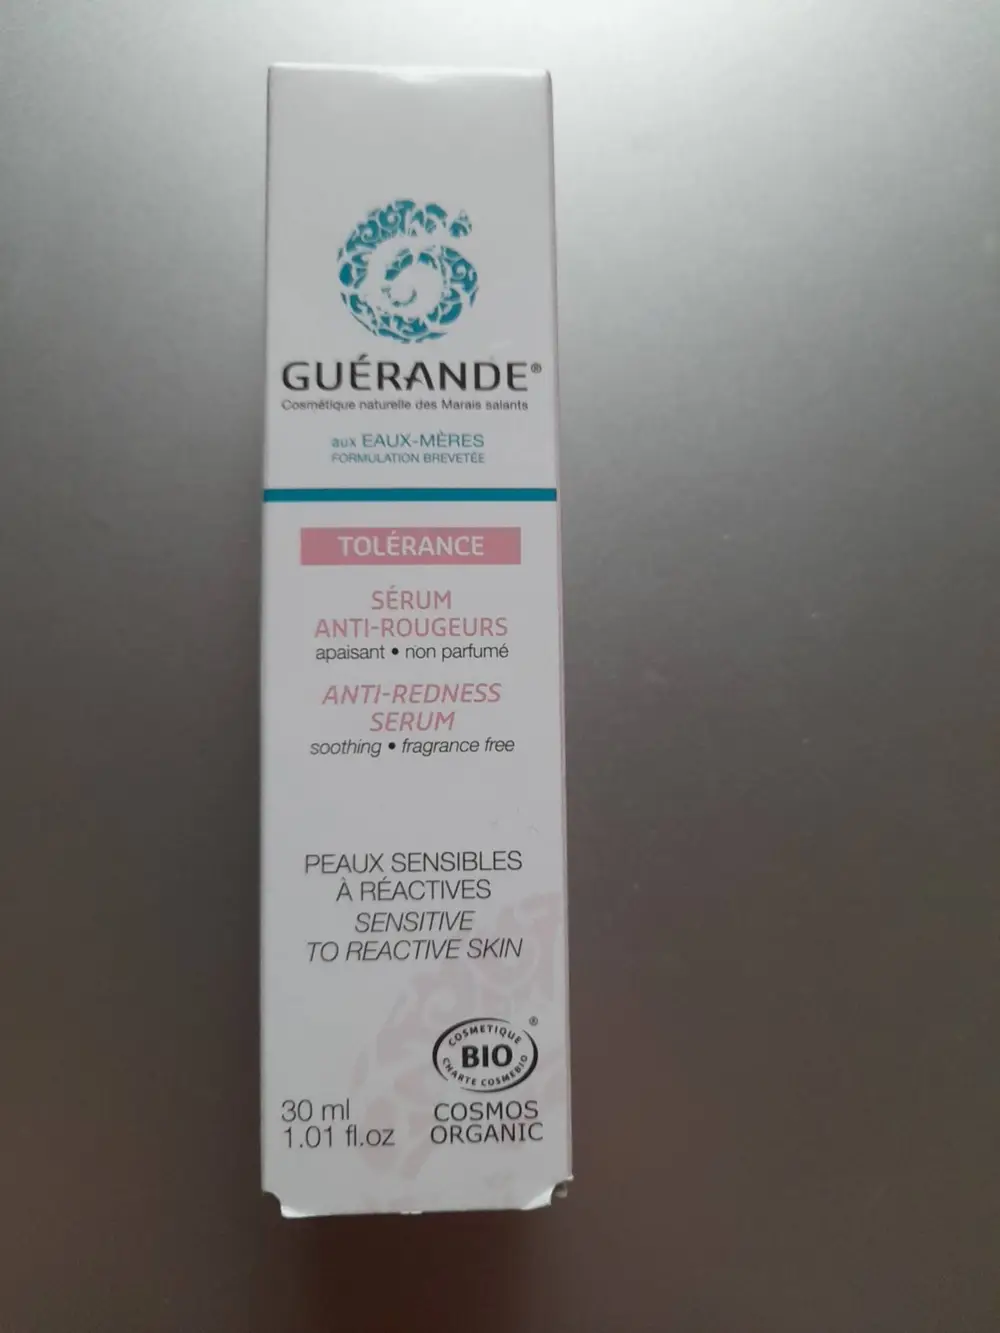 GUÉRANDE®
Cosmétique naturelle des Marais salants
aux EAUX-MÈRES
FORMULATION BREVETÉE
TOLÉRANCE
SÉRUM
ANTI-ROUGEURS
apaisant • non parfumé
ANTI-REDNESS
SERUM
soothing • fragrance free
PEAUX SENSIBLES
À RÉACTIVES
SENSITIVE
TO REACTIVE SKIN
COSMETIQUE ®
BIO
CHARTE COSMEBIO
30 ml
1.01 fl.oz
COSMOS
ORGANIC